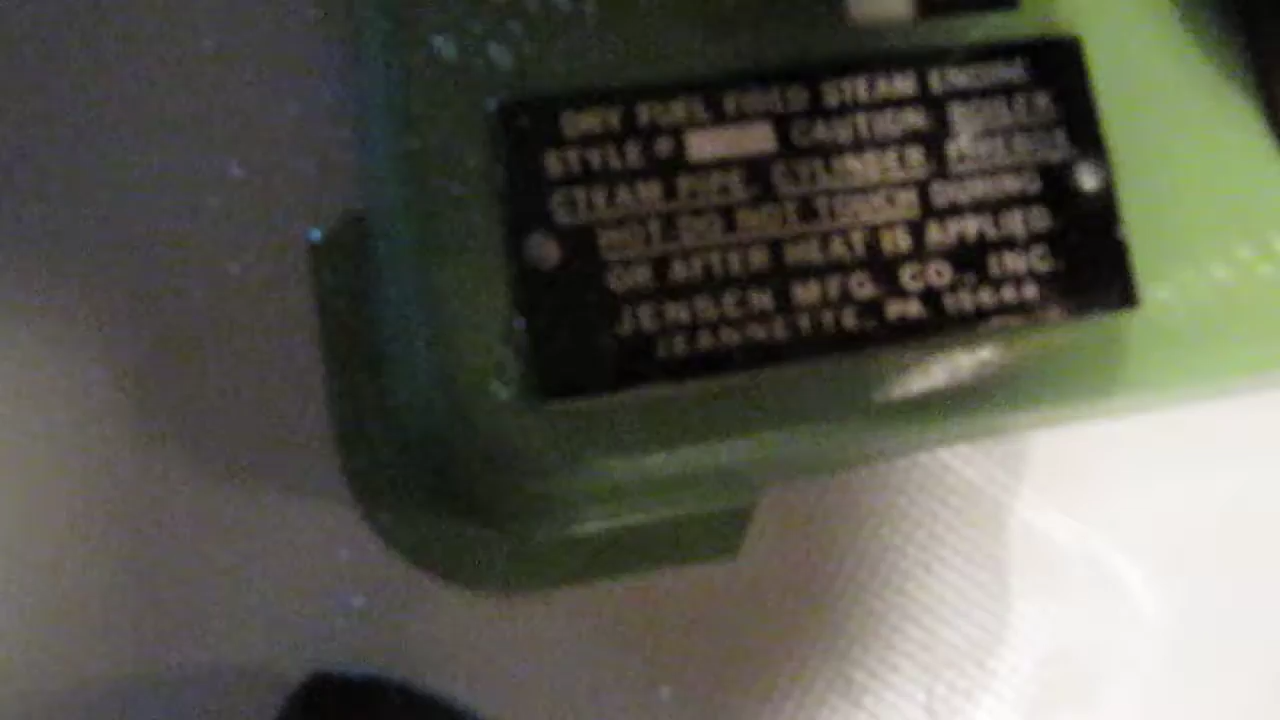 DRY FUEL FIRED STEAM ENGINE
STYLE # CAUTION BOILER
STEAM PIPE, CYLINDER
HOT-DO NOT TOUCH DURING
OR AFTER HEAT IS APPLIED
JENSEN MFG. CO., INC.
JEANNETTE, PA 15644